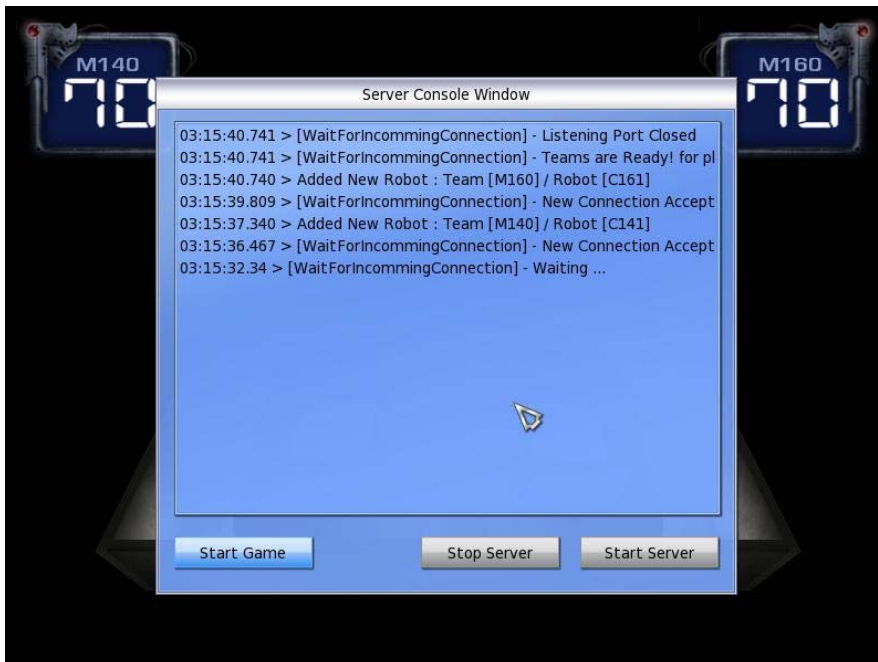 M140
70
M160
70
Server Console Window
03:15:40.741 > [WaitForIncommingConnection] - Listening Port Closed
03:15:40.741 > [WaitForIncommingConnection] - Teams are Ready! for pl
03:15:40.740 > Added New Robot : Team [M160] / Robot [C161]
03:15:39.809 > [WaitForIncommingConnection] - New Connection Accept
03:15:37.340 > Added New Robot : Team [M140] / Robot [C141]
03:15:36.467 > [WaitForIncommingConnection] - New Connection Accept
03:15:32.34 > [WaitForIncommingConnection] - Waiting ...
Start Game Stop Server Start Server